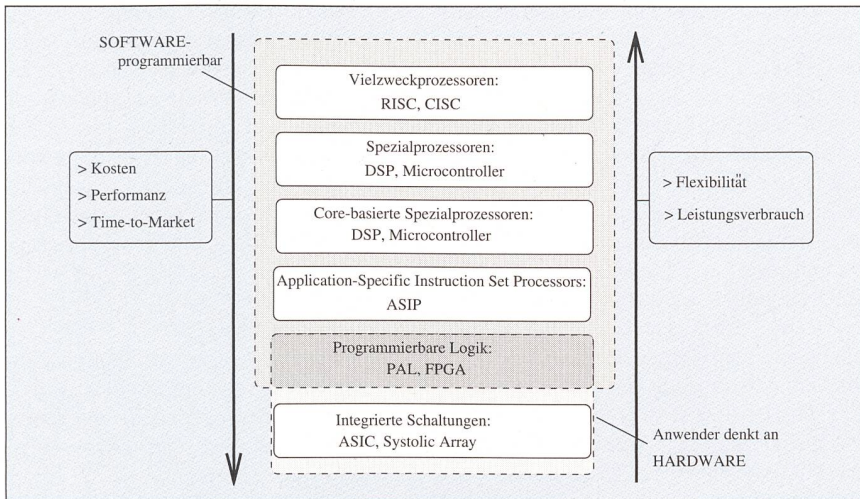 SOFTWARE-
programmierbar
Vielzweckprozessoren:
RISC, CISC
Spezialprozessoren:
DSP, Microcontroller
> Kosten
> Performanz
> Time-to-Market
> Flexibilität
> Leistungsverbrauch
Core-basierte Spezialprozessoren:
DSP, Microcontroller
Application-Specific Instruction Set Processors:
ASIP
Programmierbare Logik:
PAL, FPGA
Integrierte Schaltungen:
ASIC, Systolic Array
Anwender denkt an
HARDWARE